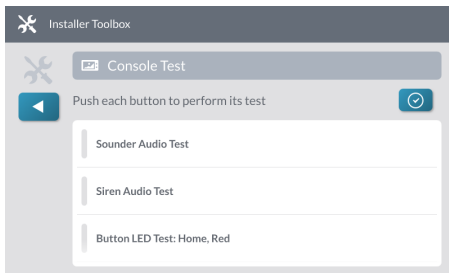 Installer Toolbox
Console Test
Push each button to perform its test
Sounder Audio Test
Siren Audio Test
Button LED Test: Home, Red